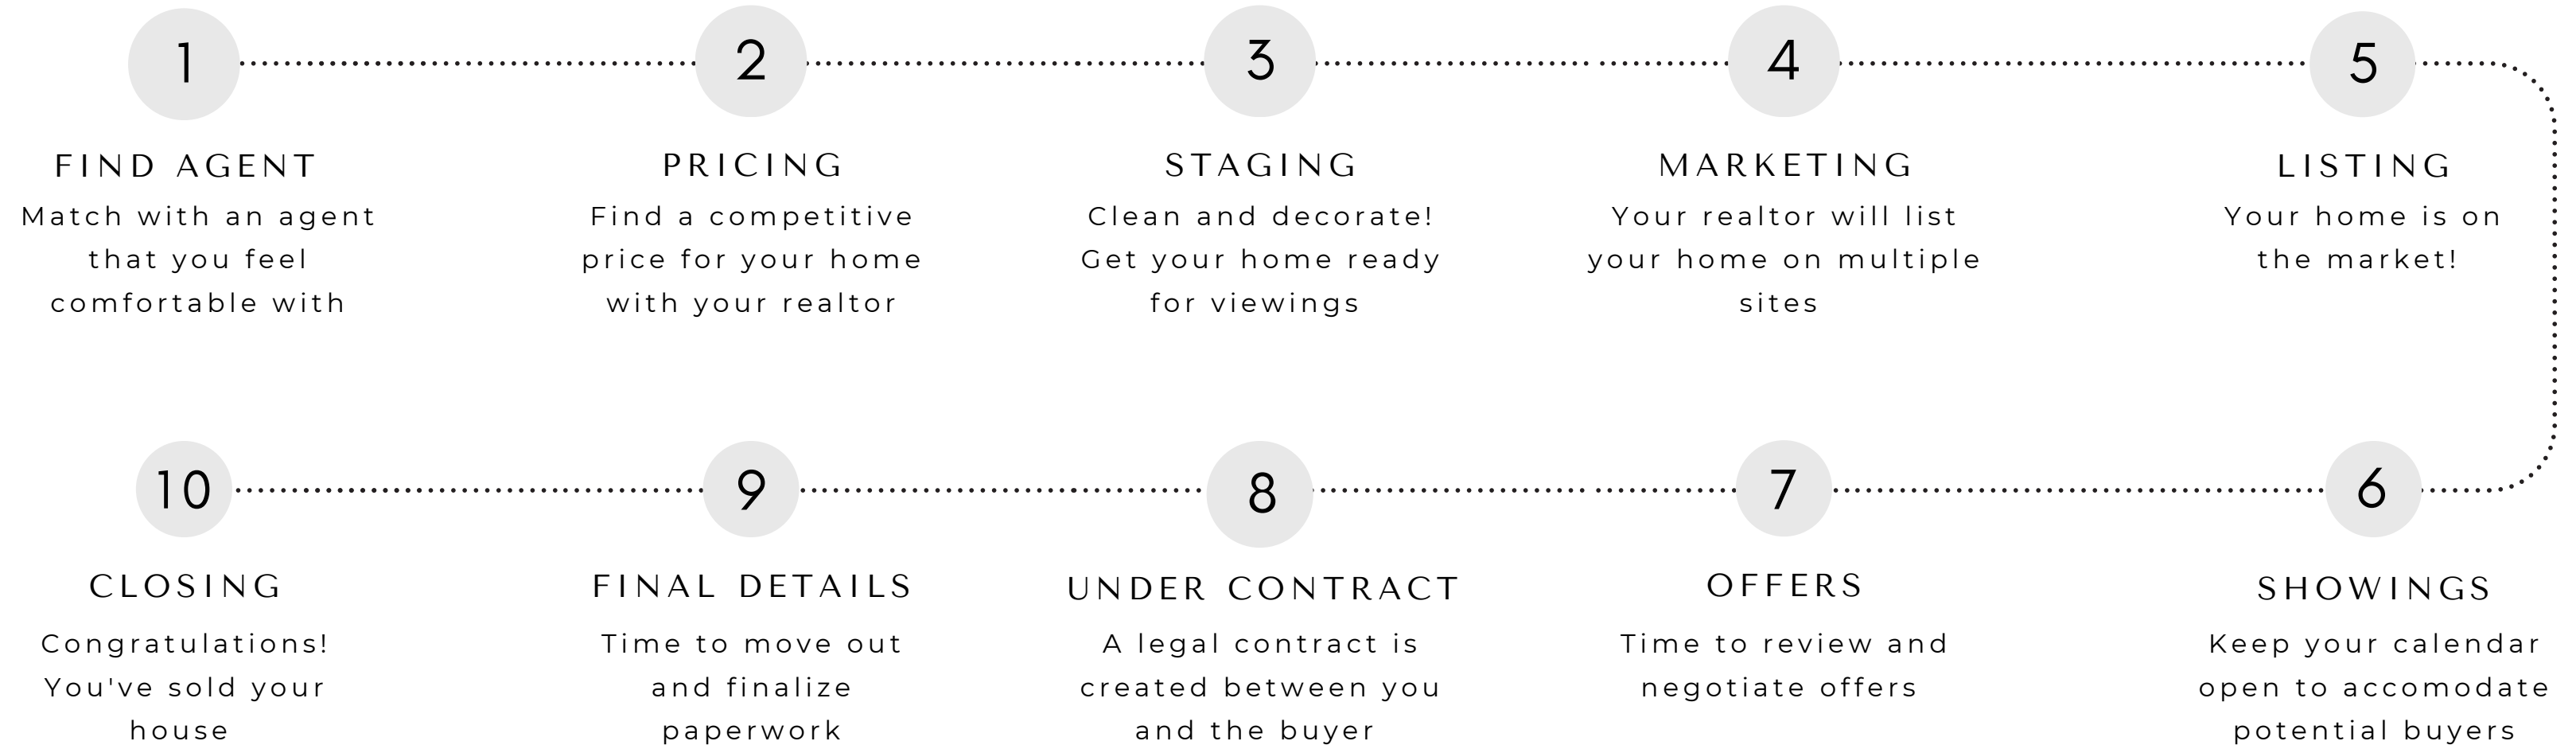 1
FIND AGENT
Match with an agent
that you feel
comfortable with
2
PRICING
Find a competitive
price for your home
with your realtor
3
STAGING
Clean and decorate!
Get your home ready
for viewings
4
MARKETING
Your realtor will list
your home on multiple
sites
5
LISTING
Your home is on
the market!
6
SHOWINGS
Keep your calendar
open to accomodate
potential buyers
7
OFFERS
Time to review and
negotiate offers
8
UNDER CONTRACT
A legal contract is
created between you
and the buyer
9
FINAL DETAILS
Time to move out
and finalize
paperwork
10
CLOSING
Congratulations!
You've sold your
house